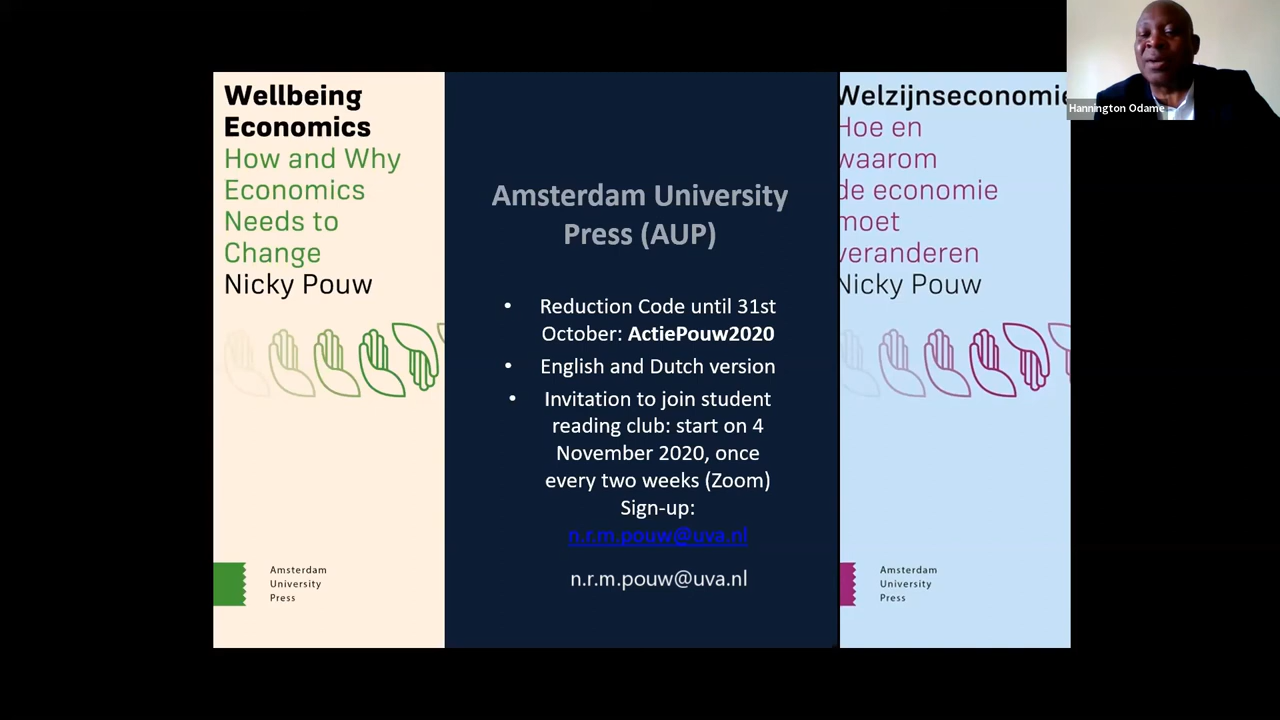 Wellbeing
Economics
How and Why
Economics
Needs to
Change
Nicky Pouw
Amsterdam
University
Press
Amsterdam University
Press (AUP)
• Reduction Code until 31st
October: ActiePouw2020
• English and Dutch version
• Invitation to join student
reading club: start on 4
November 2020, once
every two weeks (Zoom)
Sign-up:
n.r.m.pouw@uva.nl
n.r.m.pouw@uva.nl
Welzijnseconomie
Hoe en
waarom
de economie
moet
veranderen
Nicky Pouw
Amsterdam
University
Press
Hannington Odame